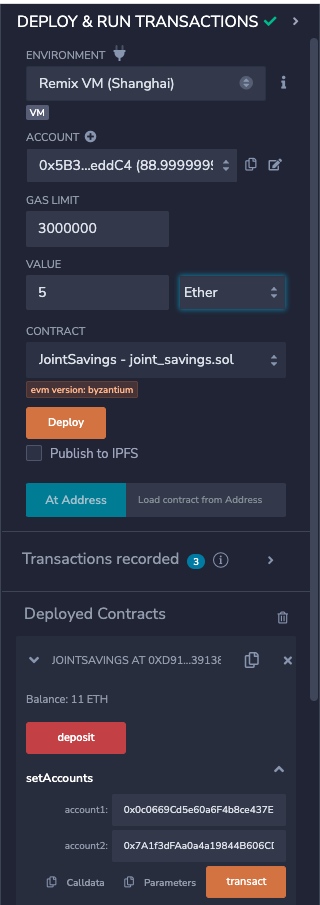 DEPLOY & RUN TRANSACTIONS
ENVIRONMENT
Remix VM (Shanghai)
VM
ACCOUNT
0x5B3...eddC4 (88.9999999
GAS LIMIT
3000000
VALUE
5 Ether
CONTRACT
JointSavings - joint_savings.sol
evm version: byzantium
Deploy
Publish to IPFS
At Address Load contract from Address
Transactions recorded 3
Deployed Contracts
JOINTSAVINGS AT 0XD91...39138
Balance: 11 ETH
deposit
setAccounts
account1: 0x0c0669Cd5e60a6F4b8ce437E
account2: 0x7A1f3dFAa0a4a19844B606CD
Calldata Parameters transact